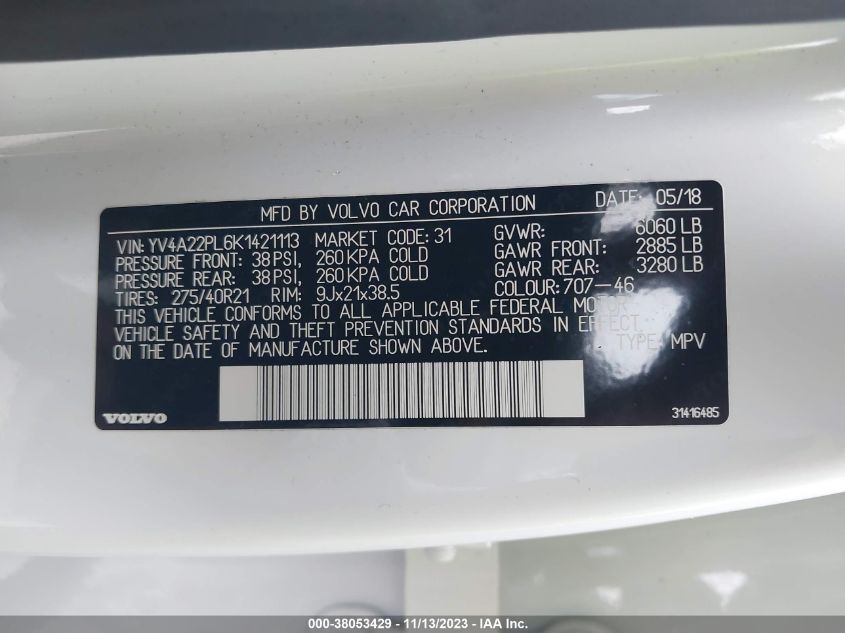 MFD BY VOLVO CAR CORPORATION DATE: 05/18
VIN: YV4A22PL6K1421113 MARKET CODE: 31 GVWR: 6060 LB
PRESSURE FRONT: 38 PSI, 260 KPA COLD GAWR FRONT: 2885 LB
PRESSURE REAR: 38 PSI, 260 KPA COLD GAWR REAR: 3280 LB
TIRES: 275/40R21 RIM: 9Jx21x38.5 COLOUR: 707-46
THIS VEHICLE CONFORMS TO ALL APPLICABLE FEDERAL MOTOR
VEHICLE SAFETY AND THEFT PREVENTION STANDARDS IN EFFECT
ON THE DATE OF MANUFACTURE SHOWN ABOVE. TYPE: MPV
VOLVO 31416485
000-38053429 - 11/13/2023 - IAA Inc.